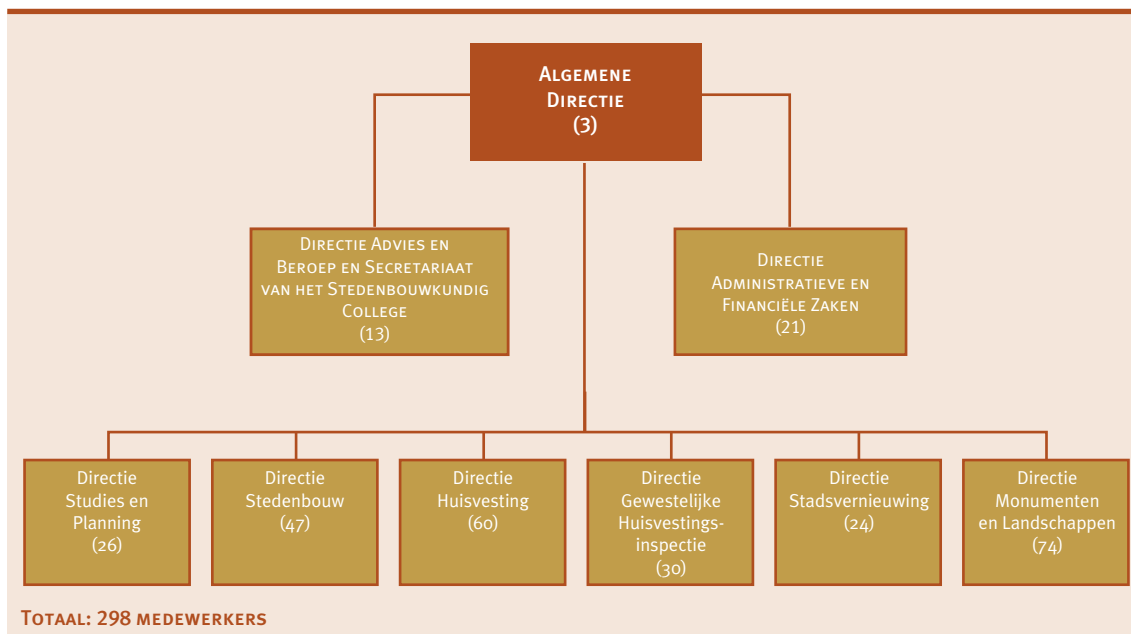 Algemene
Directie
(3)
Directie Advies en
Beroep en Secretariaat
van het Stedenbouwkundig
College
(13)
Directie
Administratieve en
Financiële Zaken
(21)
Directie
Studies en
Planning
(26)
Directie
Stedenbouw
(47)
Directie
Huisvesting
(60)
Directie
Gewestelijke
Huisvestings-
inspectie
(30)
Directie
Stadsvernieuwing
(24)
Directie
Monumenten
en Landschappen
(74)
Totaal: 298 medewerkers